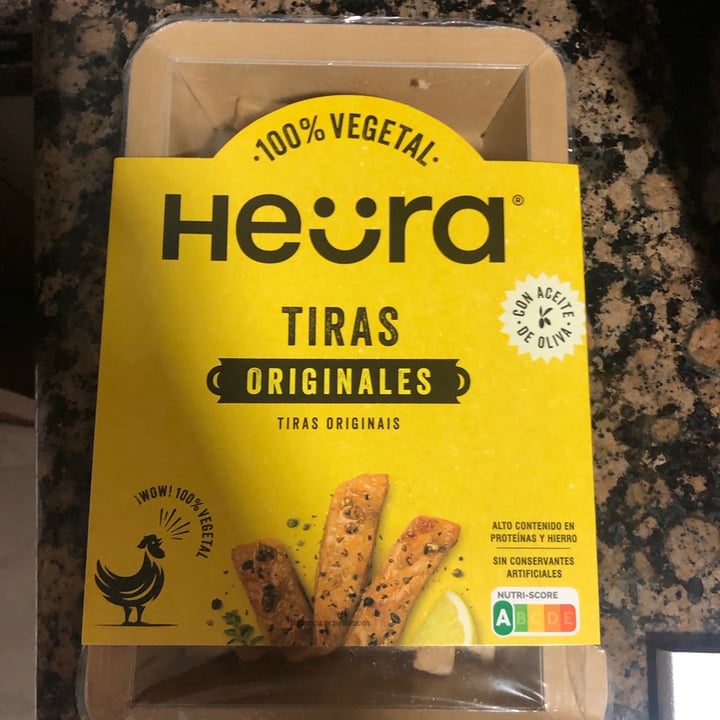 ·100% VEGETAL·
Heüra®
TIRAS
ORIGINALES
TIRAS ORIGINAIS
·CON ACEITE
DE OLIVA·
¡WOW! 100% VEGETAL
ALTO CONTENIDO EN
PROTEÍNAS Y HIERRO
SIN CONSERVANTES
ARTIFICIALES
NUTRI-SCORE
A B C D E